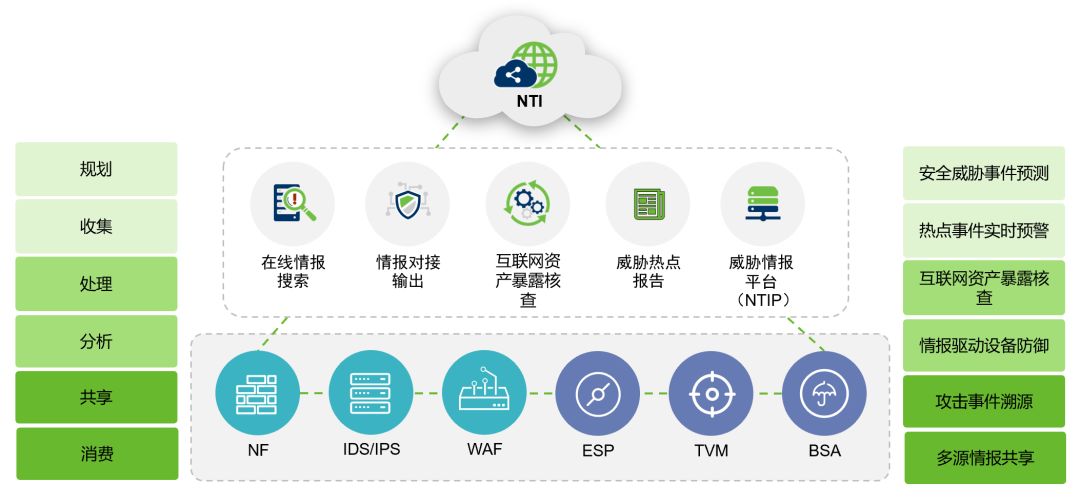 NTI
规划
收集
处理
分析
共享
消费
在线情报
搜索
情报对接
输出
互联网资
产暴露核
查
威胁热点
报告
威胁情报
平台
（NTIP）
NF
IDS/IPS
WAF
ESP
TVM
BSA
安全威胁事件预测
热点事件实时预警
互联网资产暴露核
查
情报驱动设备防御
攻击事件溯源
多源情报共享